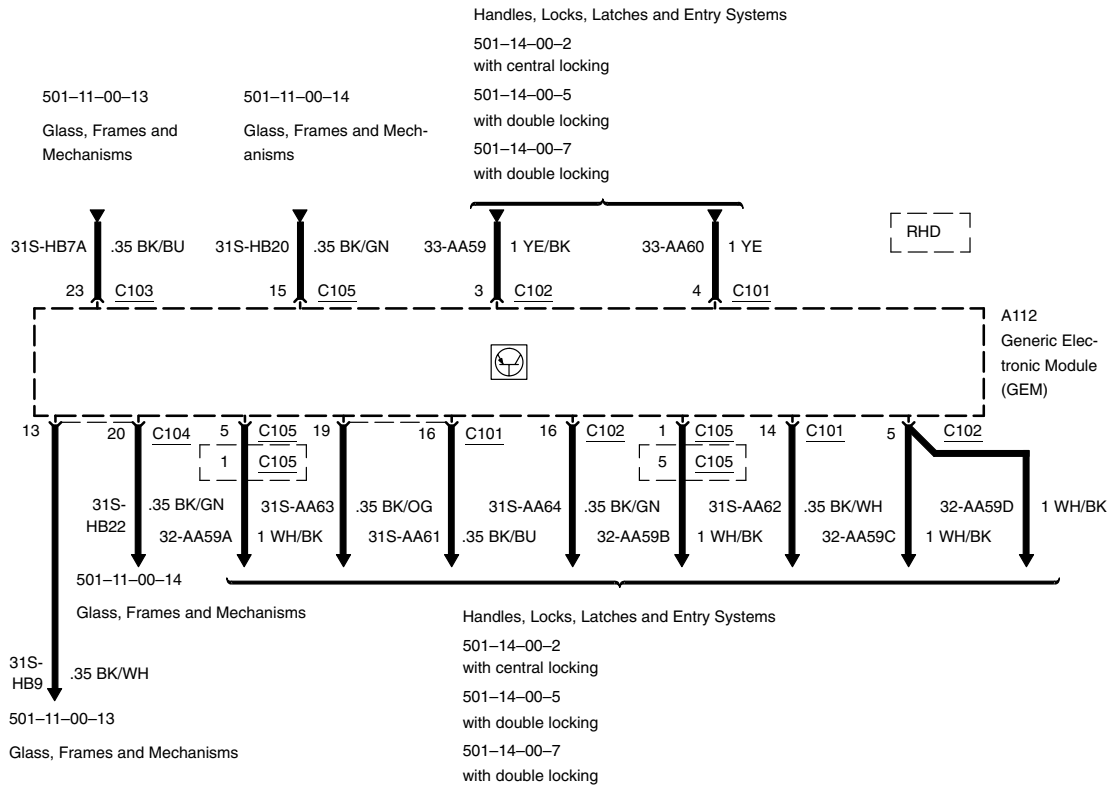 Handles, Locks, Latches and Entry Systems
501–14–00–2
with central locking
501–14–00–5
with double locking
501–14–00–7
with double locking
501–11–00–13
Glass, Frames and
Mechanisms
501–11–00–14
Glass, Frames and Mech-
anisms
31S-HB7A .35 BK/BU
31S-HB20 .35 BK/GN
33-AA59 1 YE/BK
33-AA60 1 YE
RHD
23 C103
15 C105
3 C102
4 C101
A112
Generic Elec-
tronic Module
(GEM)
13
20 C104
5 C105
19
16 C101
16 C102
1 C105
14 C101
5 C102
1 C105
5 C105
31S-
HB22
.35 BK/GN
31S-AA63 .35 BK/OG
31S-AA64 .35 BK/GN
31S-AA62 .35 BK/WH
32-AA59D 1 WH/BK
32-AA59A 1 WH/BK
31S-AA61 .35 BK/BU
32-AA59B 1 WH/BK
32-AA59C 1 WH/BK
501–11–00–14
Glass, Frames and Mechanisms
Handles, Locks, Latches and Entry Systems
501–14–00–2
with central locking
501–14–00–5
with double locking
501–14–00–7
with double locking
31S-
HB9
.35 BK/WH
501–11–00–13
Glass, Frames and Mechanisms